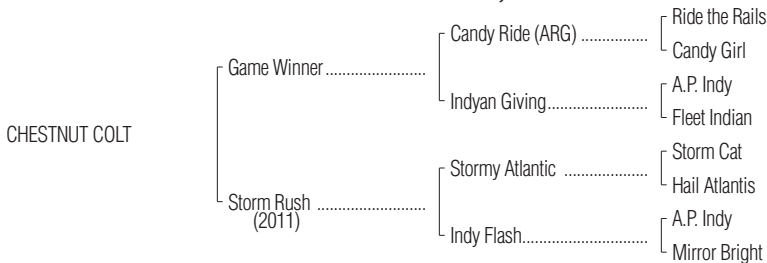 Ride the Rails
Candy Ride (ARG) ................
Candy Girl
Game Winner........................
A.P. Indy
Indyan Giving........................
Fleet Indian
CHESTNUT COLT
Storm Cat
Stormy Atlantic ....................
Hail Atlantis
Storm Rush ..........................
(2011)
A.P. Indy
Indy Flash..............................
Mirror Bright